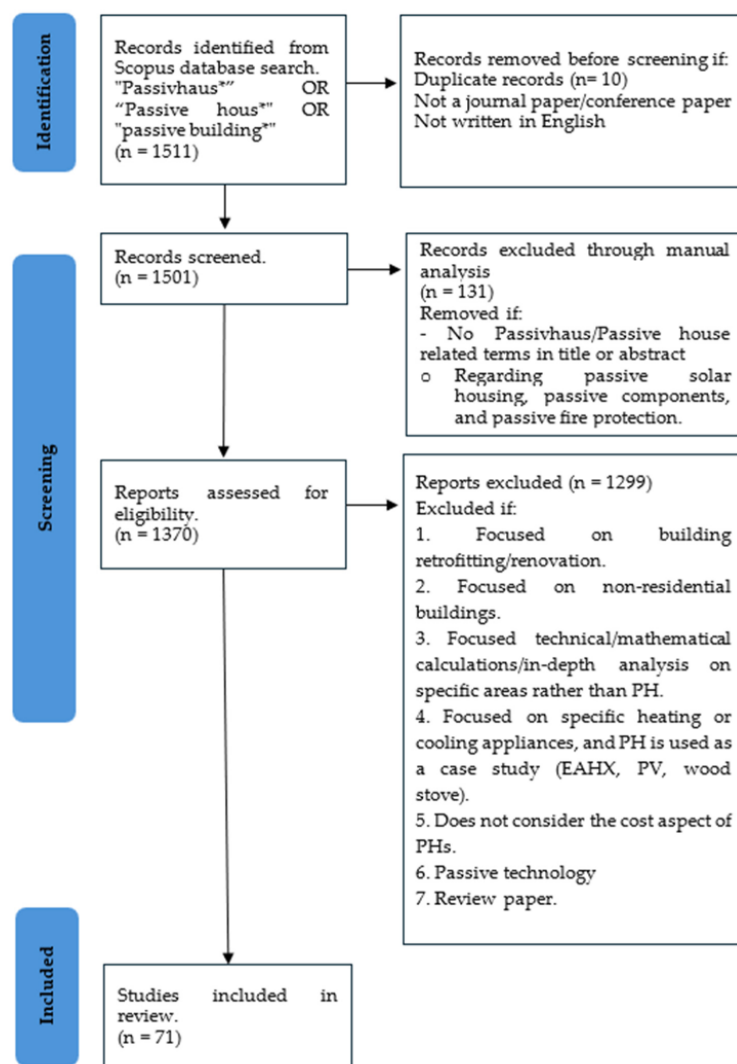 Identification
Records identified from
Scopus database search.
"Passivhaus*” OR
“Passive hous*" OR
"passive building*"
(n = 1511)
Records removed before screening if:
Duplicate records (n= 10)
Not a journal paper/conference paper
Not written in English
Screening
Records screened.
(n = 1501)
Records excluded through manual
analysis
(n = 131)
Removed if:
- No Passivhaus/Passive house
related terms in title or abstract
o Regarding passive solar
housing, passive components,
and passive fire protection.
Reports assessed for
eligibility.
(n = 1370)
Reports excluded (n = 1299)
Excluded if:
1. Focused on building
retrofitting/renovation.
2. Focused on non-residential
buildings.
3. Focused technical/mathematical
calculations/in-depth analysis on
specific areas rather than PH.
4. Focused on specific heating or
cooling appliances, and PH is used as
a case study (EAHX, PV, wood
stove).
5. Does not consider the cost aspect of
PHs.
6. Passive technology
7. Review paper.
Included
Studies included in
review.
(n = 71)